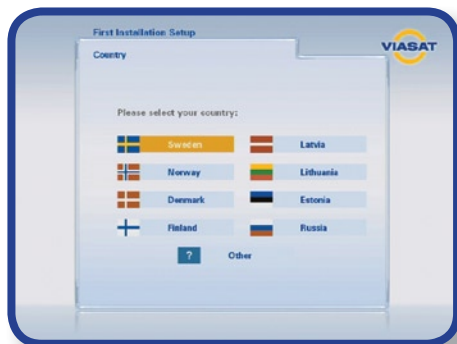 First Installation Setup
VIASAT
Country
Please select your country:
Sweden Latvia
Norway Lithuania
Denmark Estonia
Finland Russia
? Other